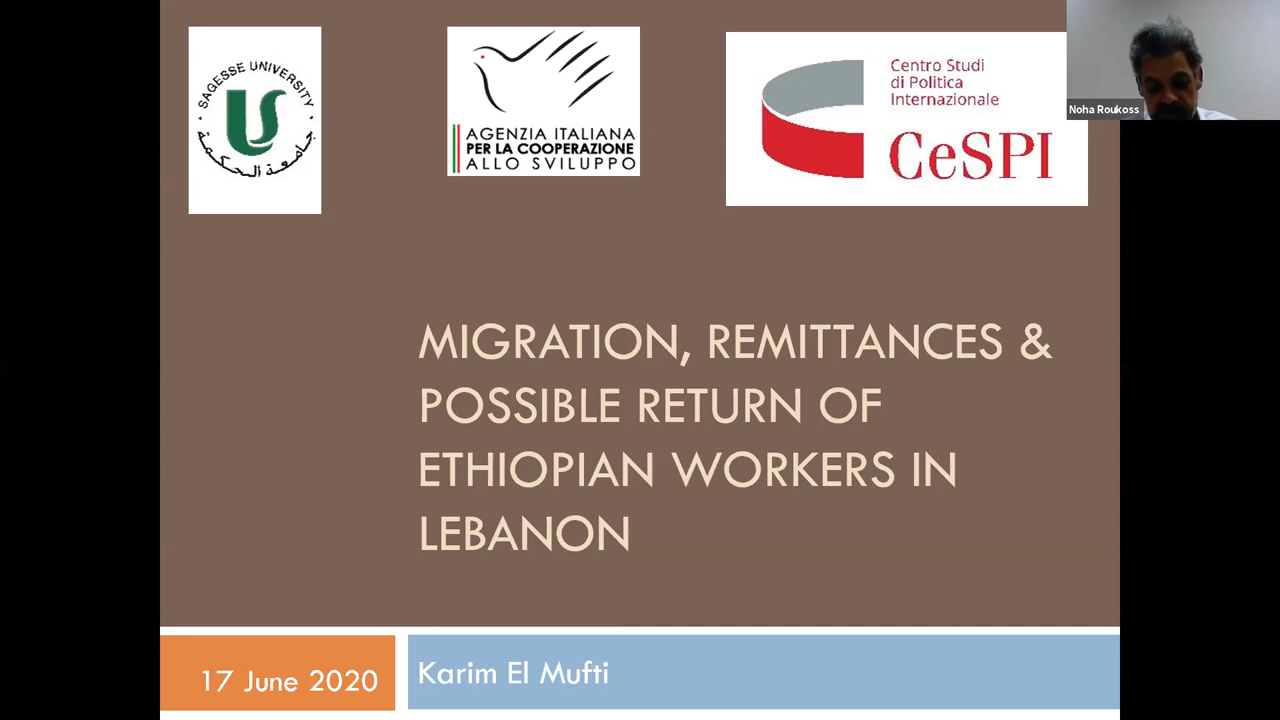 SAGESSE UNIVERSITY
جامعة الحكمة
AGENZIA ITALIANA
PER LA COOPERAZIONE
ALLO SVILUPPO
Centro Studi
di Politica
Internazionale
CeSPI
Noha Roukoss
MIGRATION, REMITTANCES &
POSSIBLE RETURN OF
ETHIOPIAN WORKERS IN
LEBANON
17 June 2020
Karim El Mufti